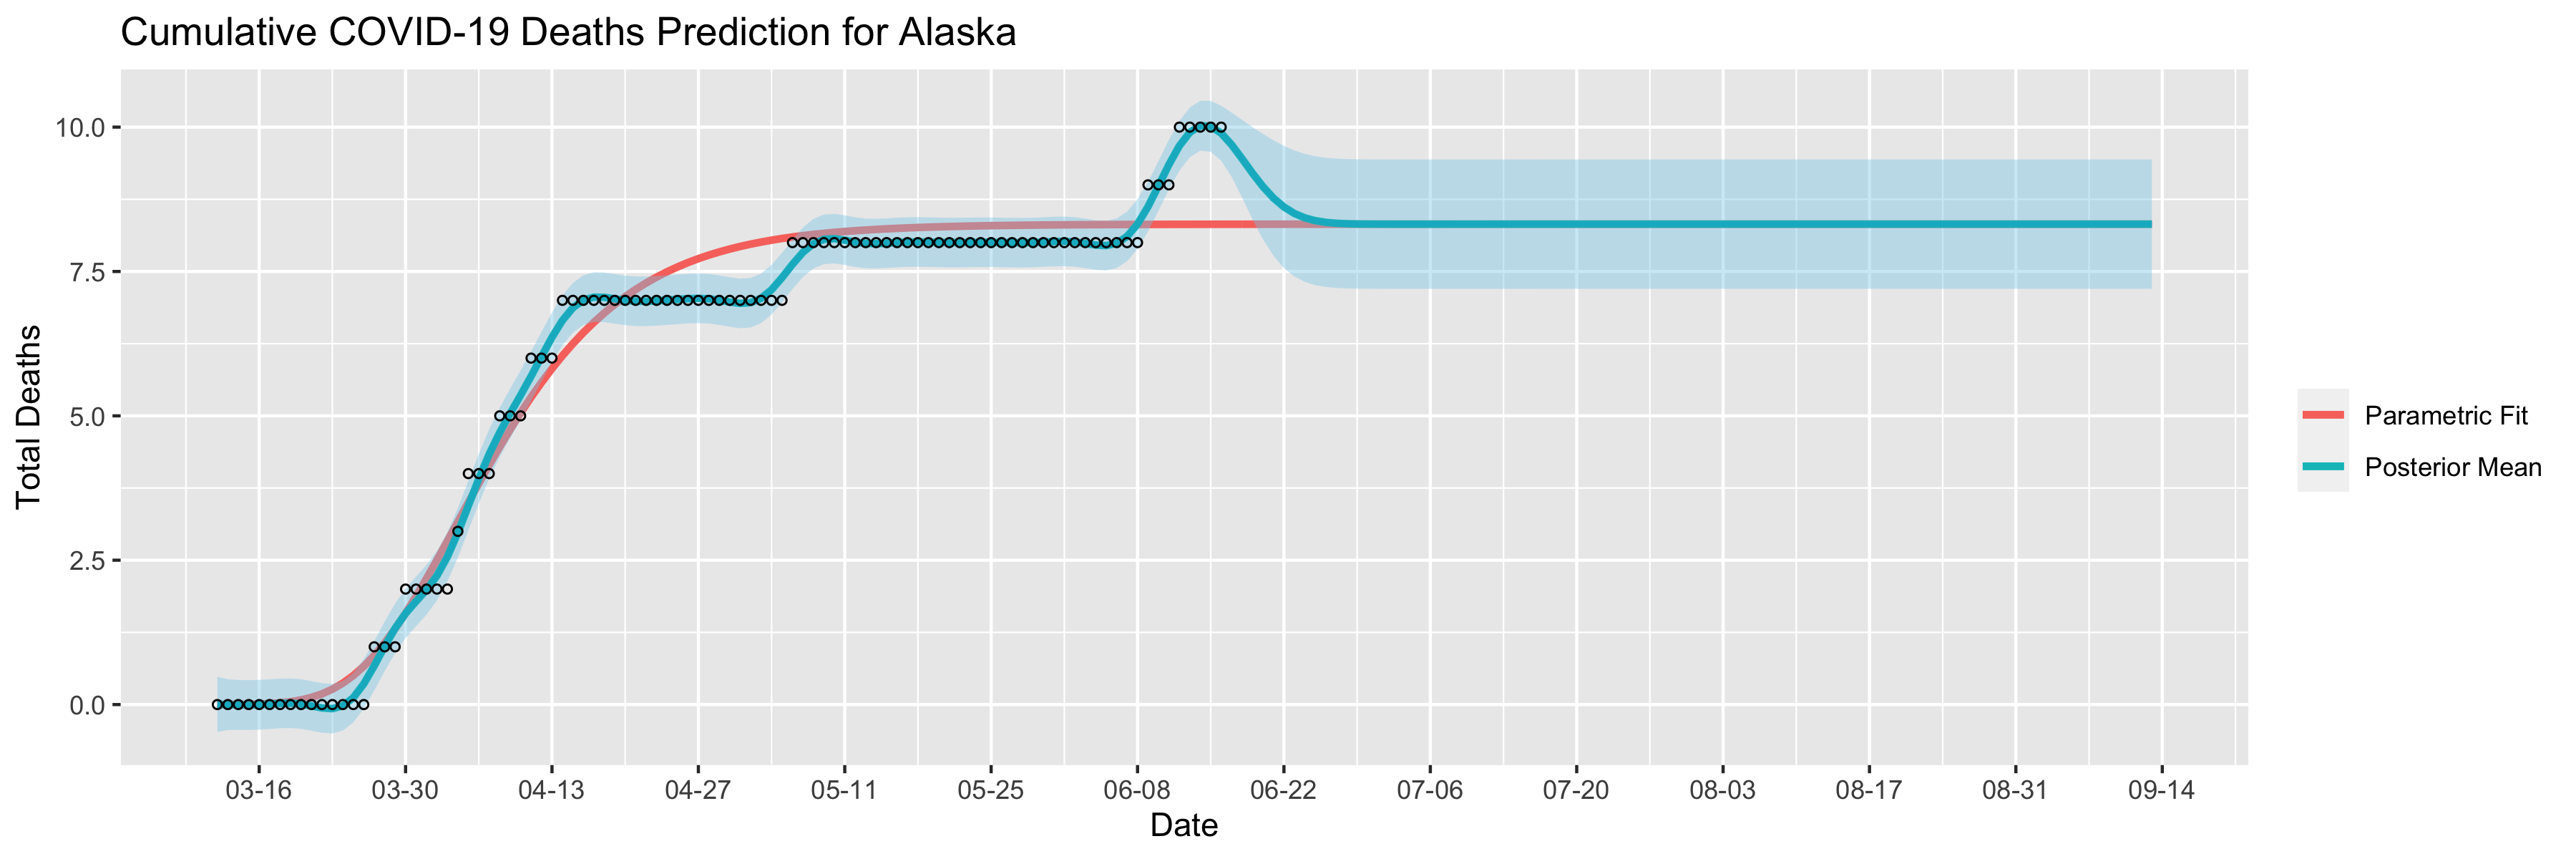 Cumulative COVID-19 Deaths Prediction for Alaska
Total Deaths
10.0
7.5
5.0
2.5
0.0
03-16 03-30 04-13 04-27 05-11 05-25 06-08 06-22 07-06 07-20 08-03 08-17 08-31 09-14
Date
Parametric Fit
Posterior Mean